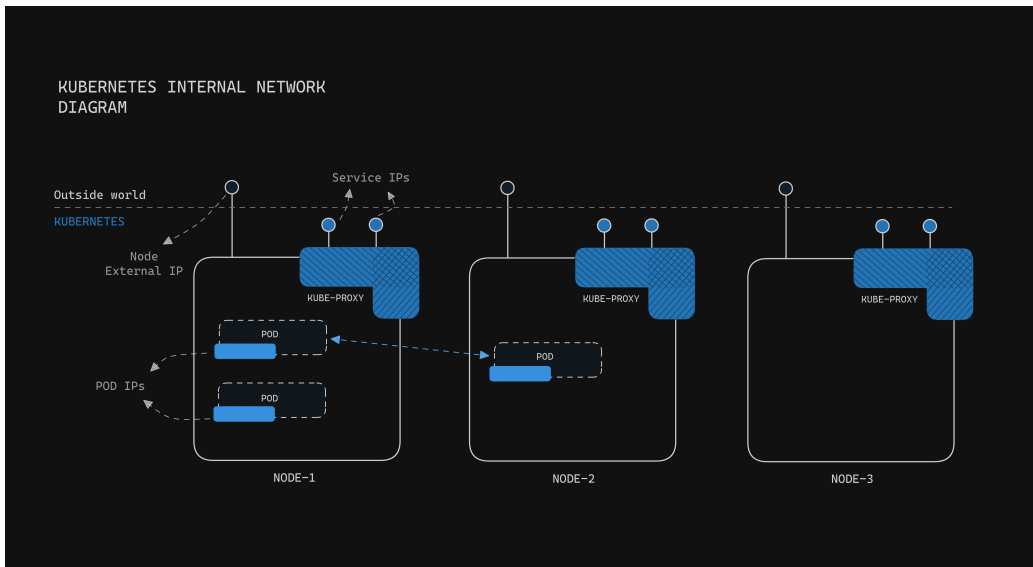 KUBERNETES INTERNAL NETWORK
DIAGRAM
Service IPs
Outside world
KUBERNETES
Node
External IP
KUBE-PROXY
KUBE-PROXY
KUBE-PROXY
POD
POD
POD IPs
POD
NODE-1
NODE-2
NODE-3